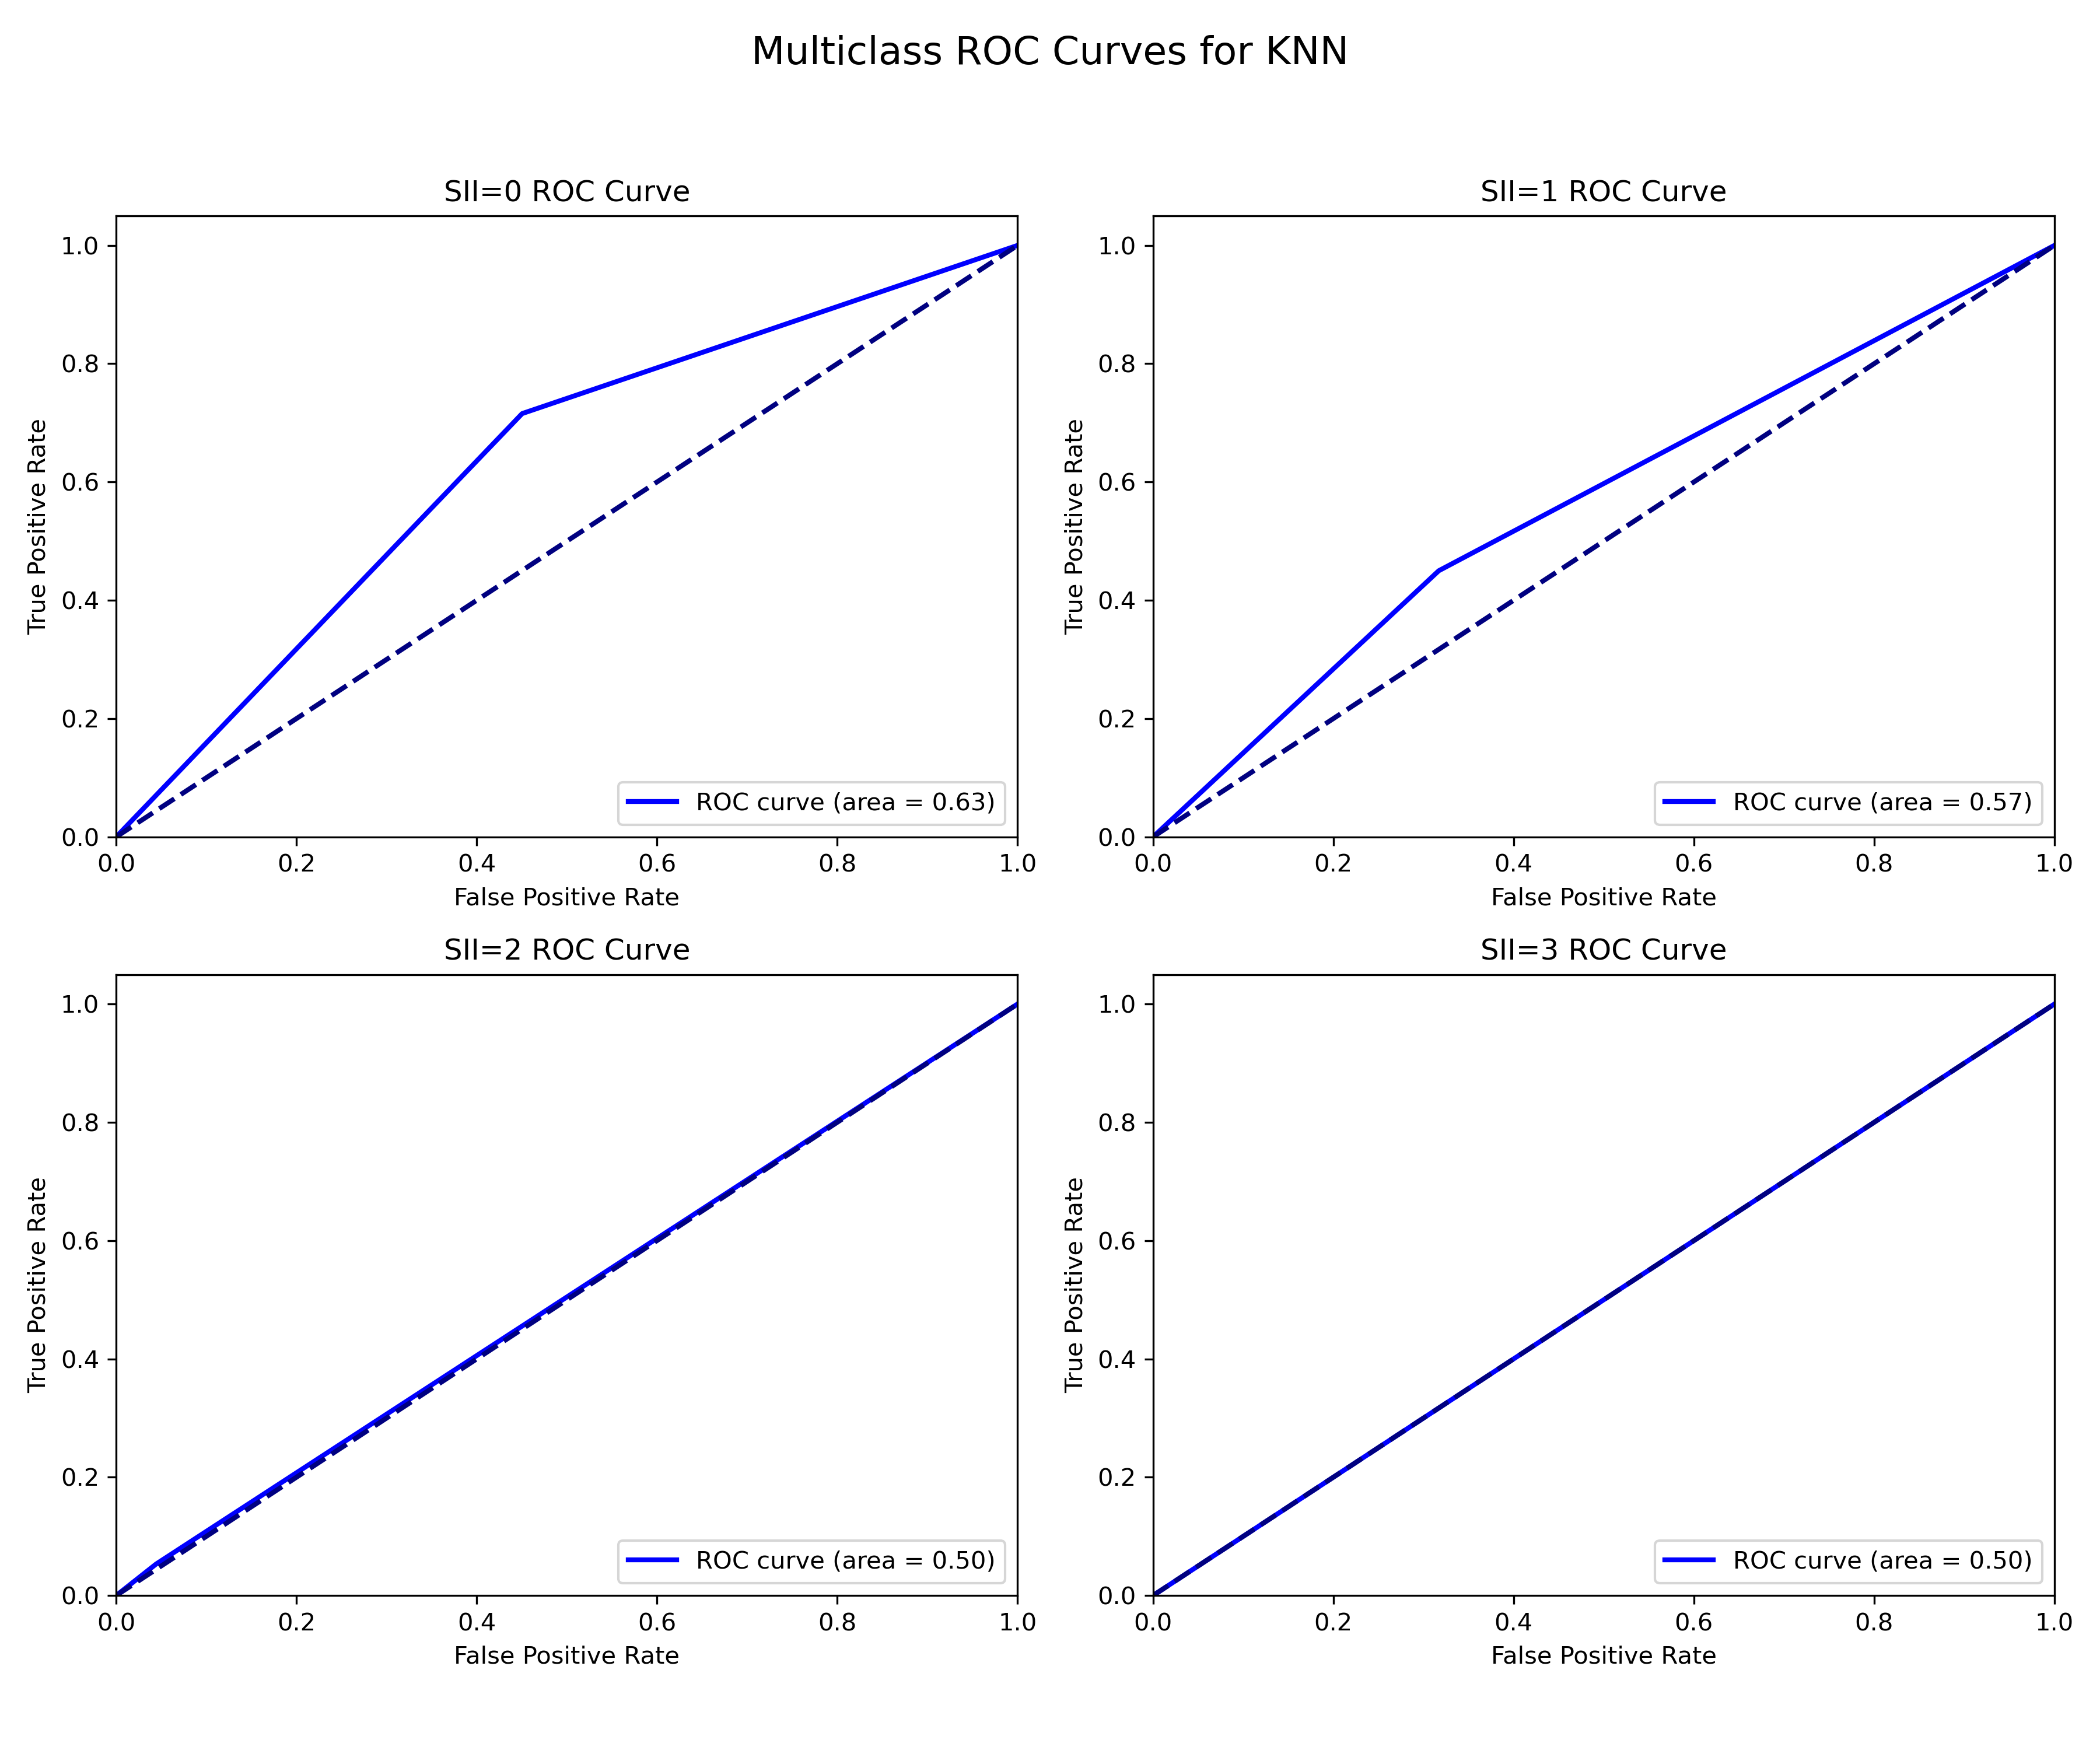 Multiclass ROC Curves for KNN
SII=0 ROC Curve
True Positive Rate
1.0
0.8
0.6
0.4
0.2
0.0
ROC curve (area = 0.63)
0.0 0.2 0.4 0.6 0.8 1.0
False Positive Rate
SII=1 ROC Curve
True Positive Rate
1.0
0.8
0.6
0.4
0.2
0.0
ROC curve (area = 0.57)
0.0 0.2 0.4 0.6 0.8 1.0
False Positive Rate
SII=2 ROC Curve
True Positive Rate
1.0
0.8
0.6
0.4
0.2
0.0
ROC curve (area = 0.50)
0.0 0.2 0.4 0.6 0.8 1.0
False Positive Rate
SII=3 ROC Curve
True Positive Rate
1.0
0.8
0.6
0.4
0.2
0.0
ROC curve (area = 0.50)
0.0 0.2 0.4 0.6 0.8 1.0
False Positive Rate